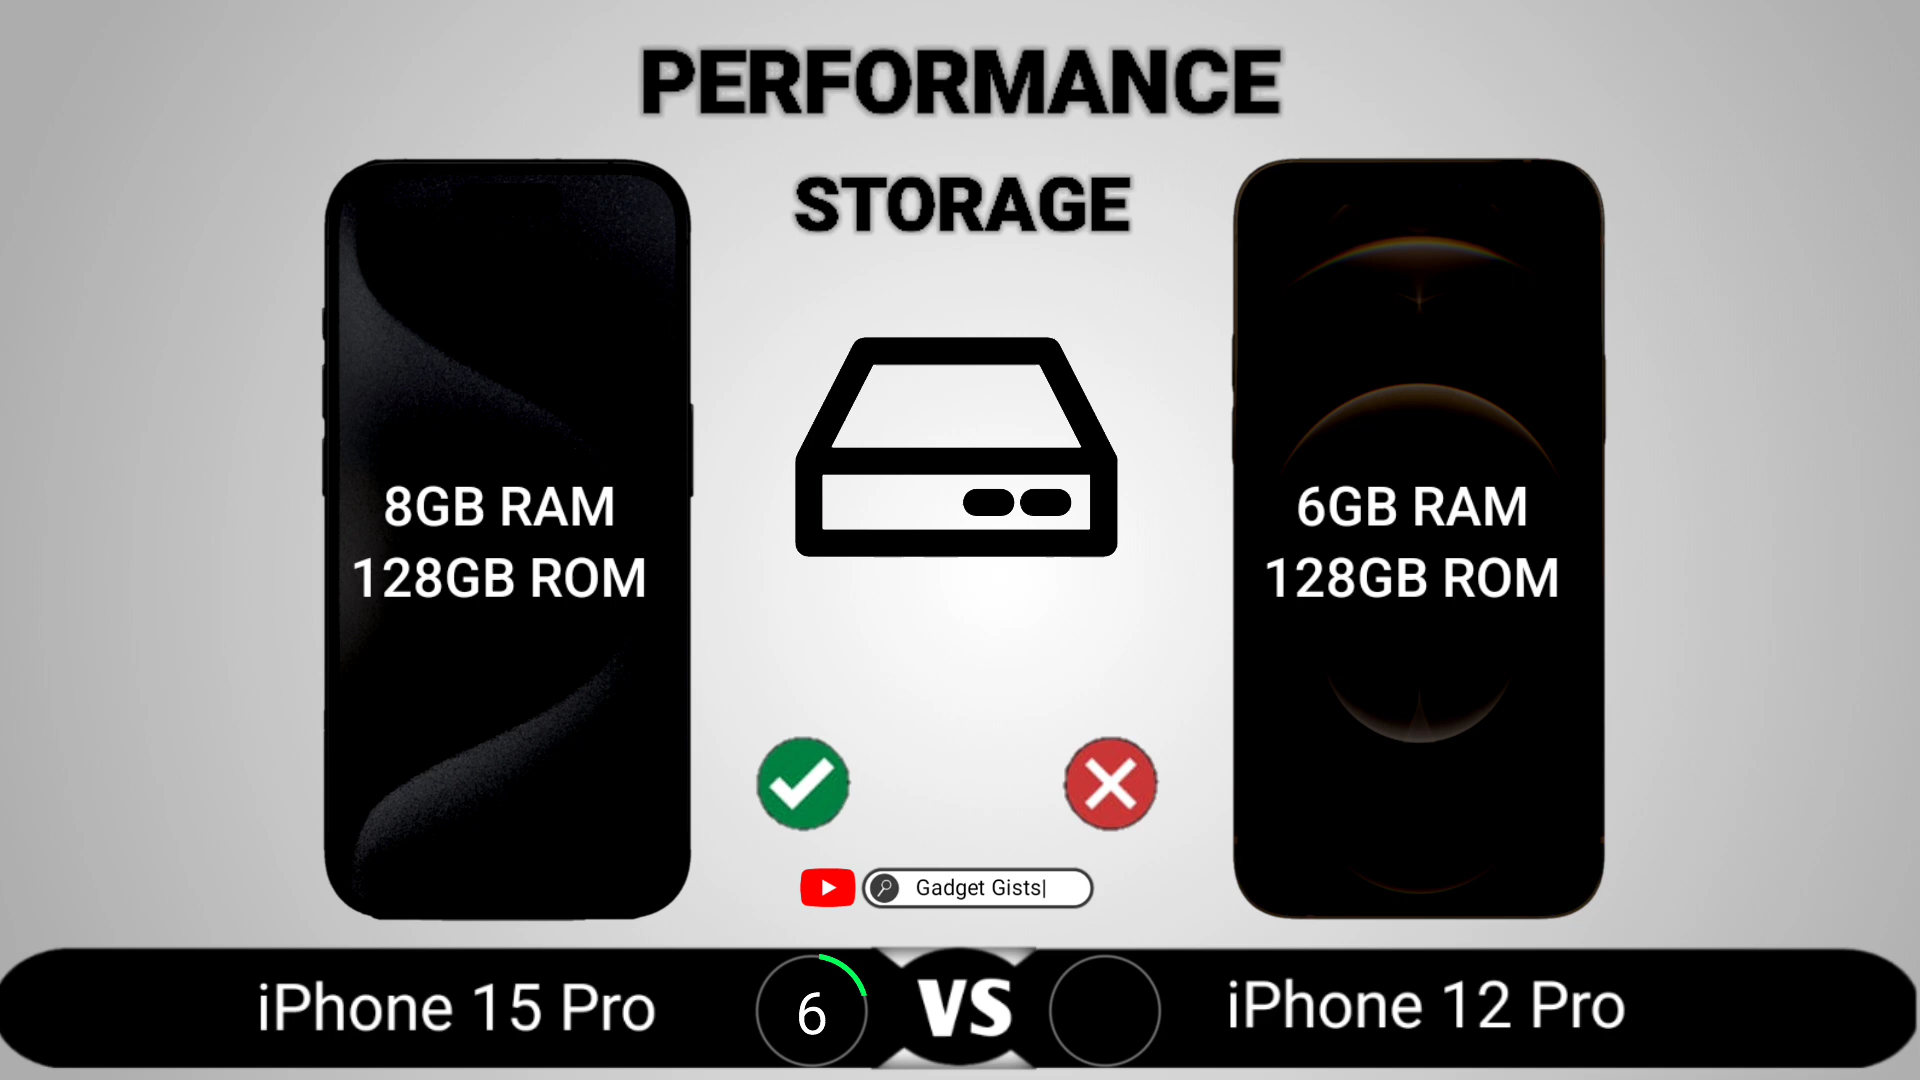 PERFORMANCE
STORAGE
8GB RAM
128GB ROM
6GB RAM
128GB ROM
Gadget Gists|
iPhone 15 Pro
6
VS
iPhone 12 Pro